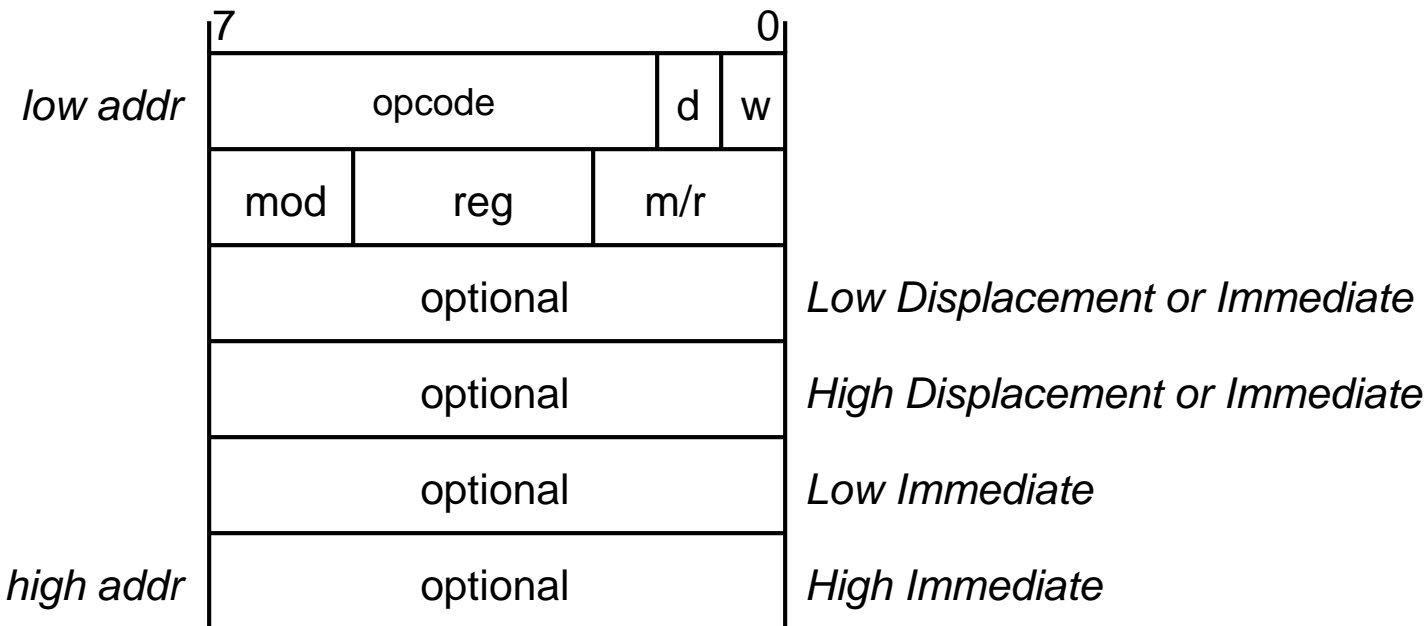 7 0
low addr opcode d w
mod reg m/r
optional Low Displacement or Immediate
optional High Displacement or Immediate
optional Low Immediate
high addr optional High Immediate